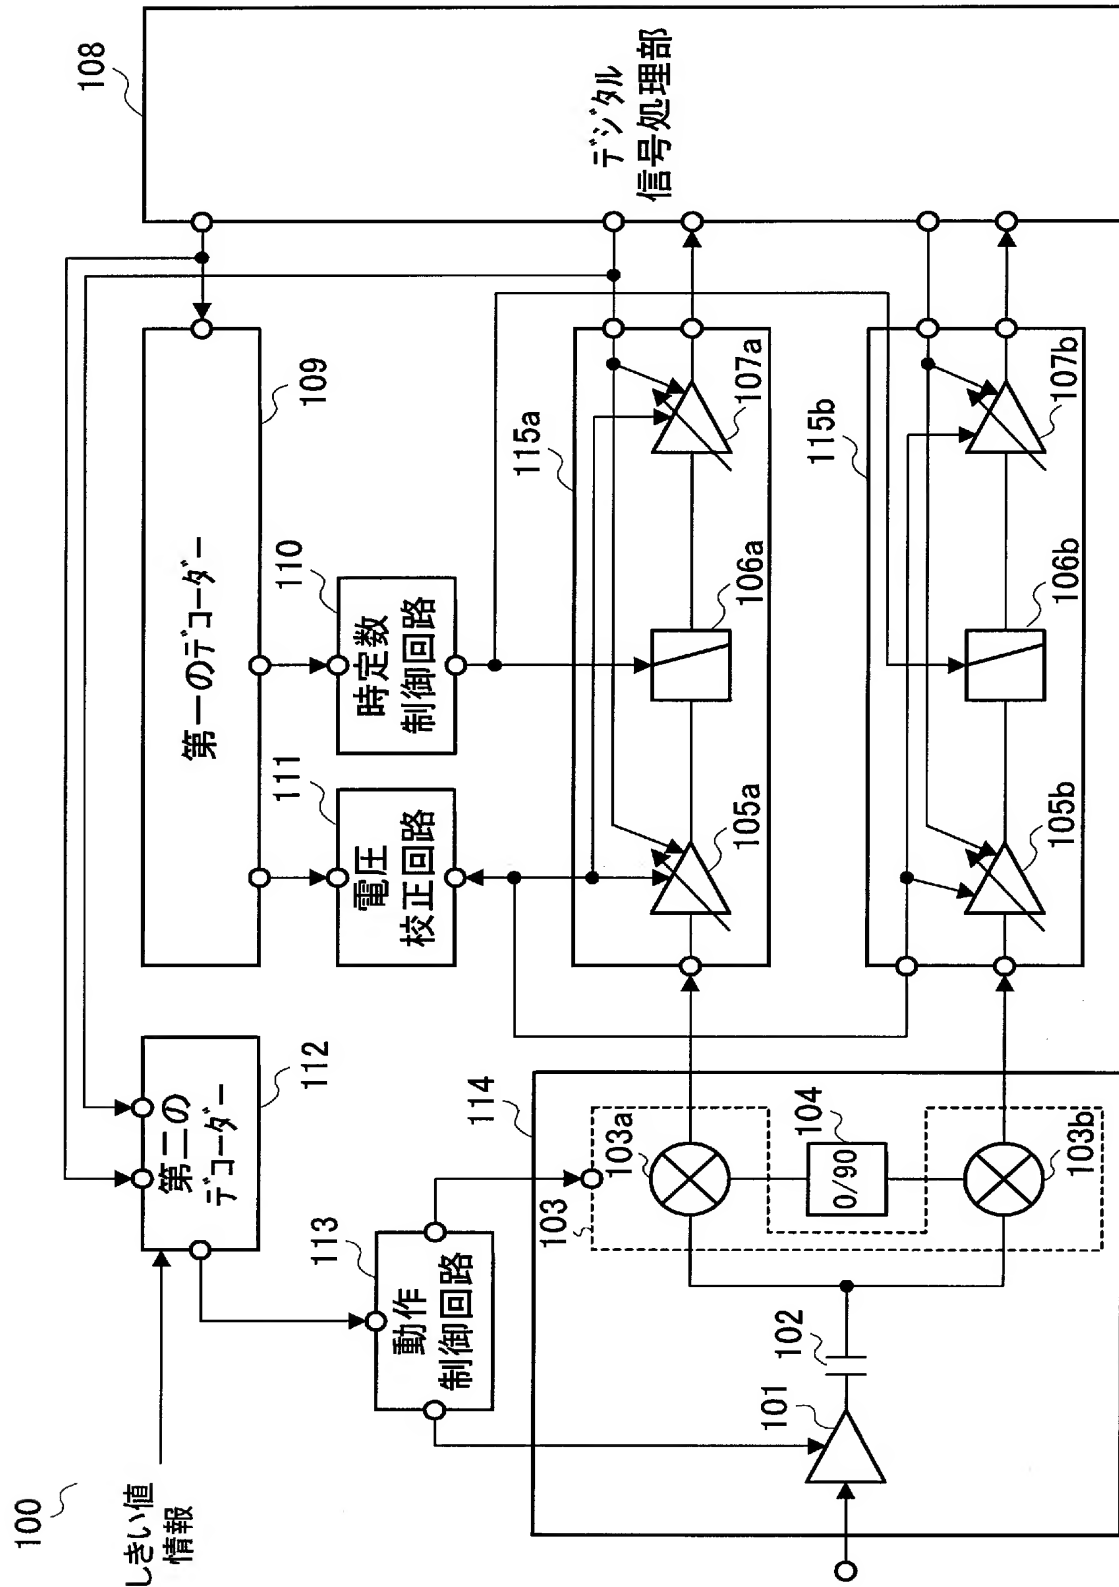 100
しきい値
情報
第二の
デコーダー
112
第一のデコーダー
109
108
デジタル
信号処理部
113
動作
制御回路
111
電圧
校正回路
110
時定数
制御回路
114
103
103a
104
0/90
103b
101
102
115a
105a
106a
107a
115b
105b
106b
107b